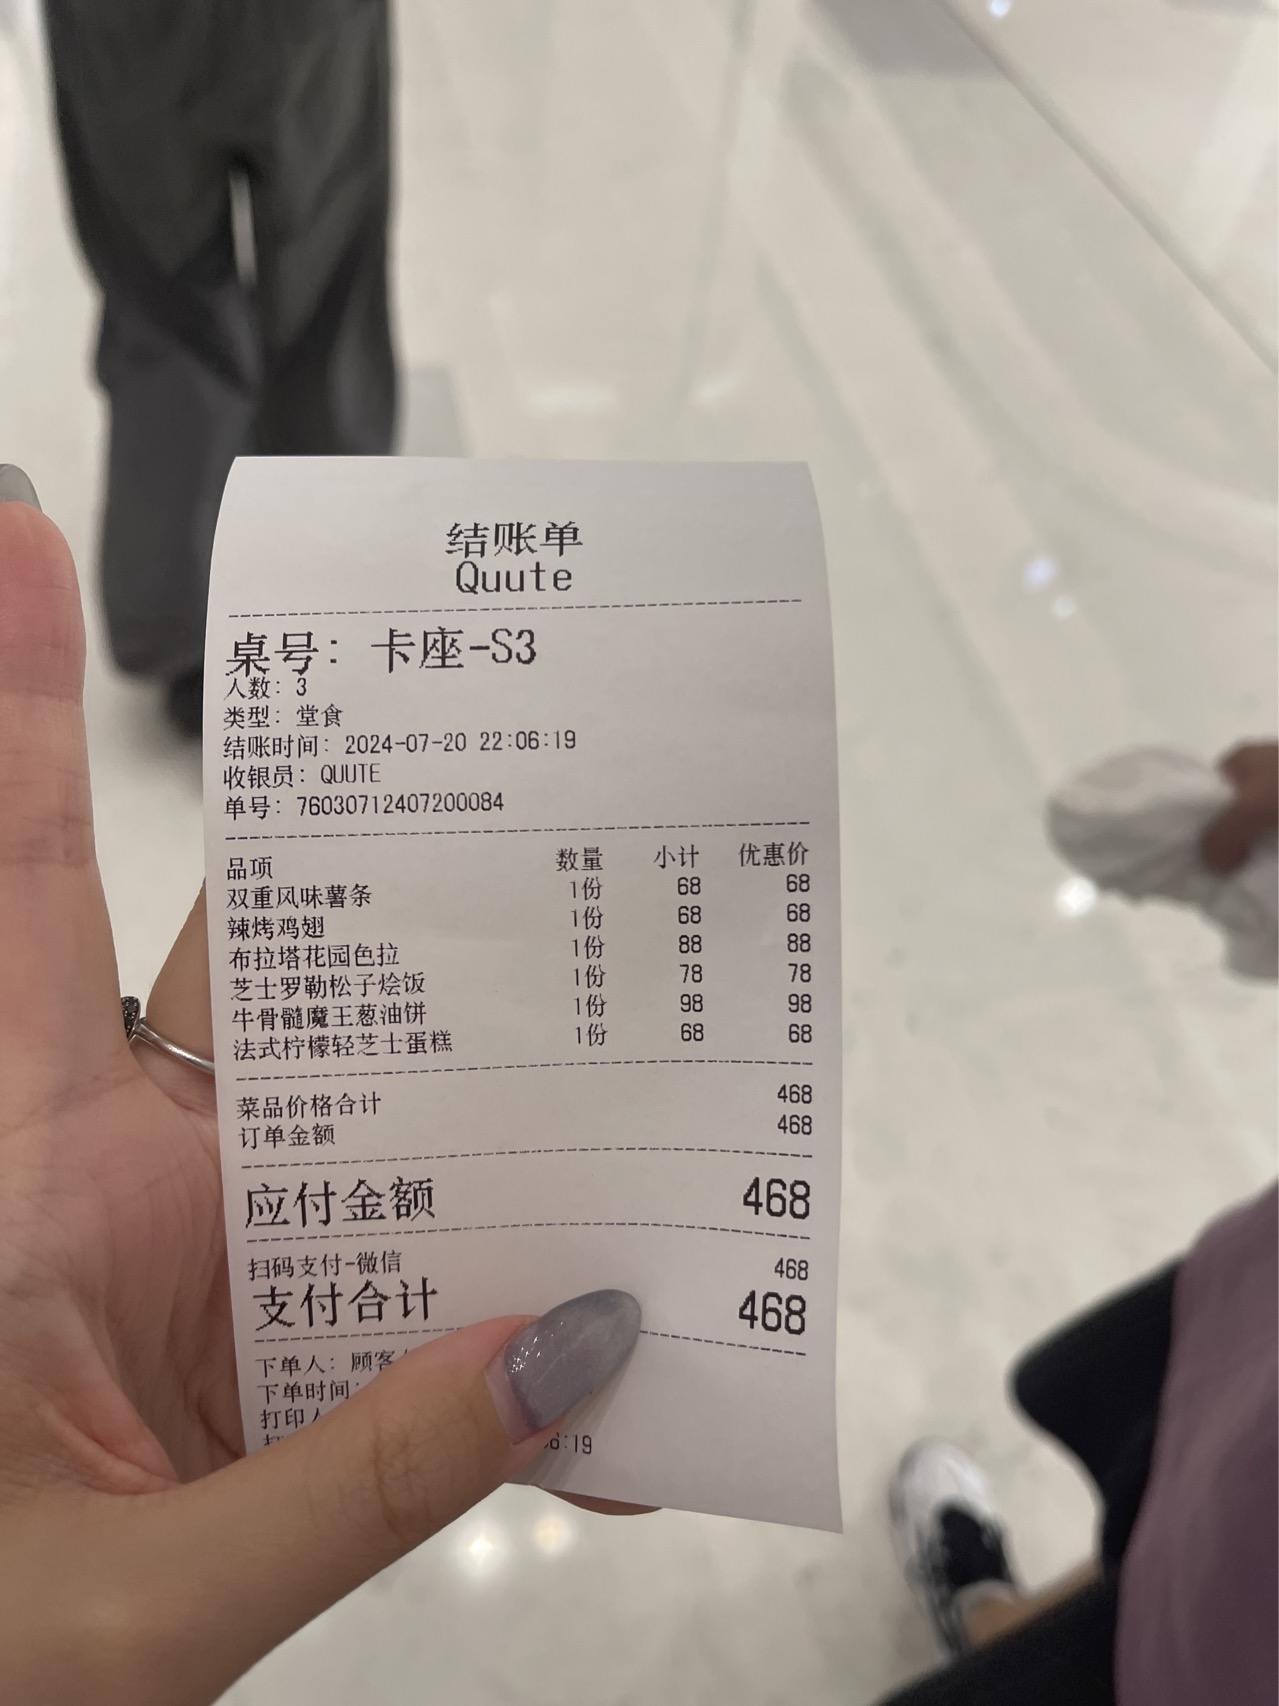 结账单
Quute
桌号: 卡座-S3
人数: 3
类型: 堂食
结账时间: 2024-07-20 22:06:19
收银员: QUUTE
单号: 76030712407200084
品项 数量 小计 优惠价
双重风味薯条 1份 68 68
辣烤鸡翅 1份 68 68
布拉塔花园色拉 1份 88 88
芝士罗勒松子烩饭 1份 78 78
牛骨髓魔王葱油饼 1份 98 98
法式柠檬轻芝士蛋糕 1份 68 68
菜品价格合计 468
订单金额 468
应付金额 468
扫码支付-微信 468
支付合计 468
下单人: 顾客
下单时间:
打印人
:19